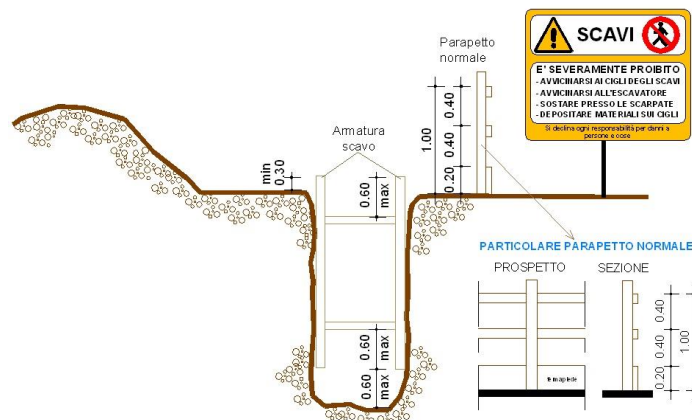 SCAVI
E' SEVERAMENTE PROIBITO
- AVVICINARSI AI CIGLI DEGLI SCAVI
- AVVICINARSI ALL'ESCAVATORE
- SOSTARE PRESSO LE SCARPATE
- DEPOSITARE MATERIALI SUI CIGLI
Si declina ogni responsabilità per danni a
persone e cose
Parapetto
normale
Armatura
scavo
min
0.30
0.60
max
1.00
0.40
0.40
0.20
0.60
max
0.60
max
PARTICOLARE PARAPETTO NORMALE
PROSPETTO
SEZIONE
0.40
0.40
0.20
1.00